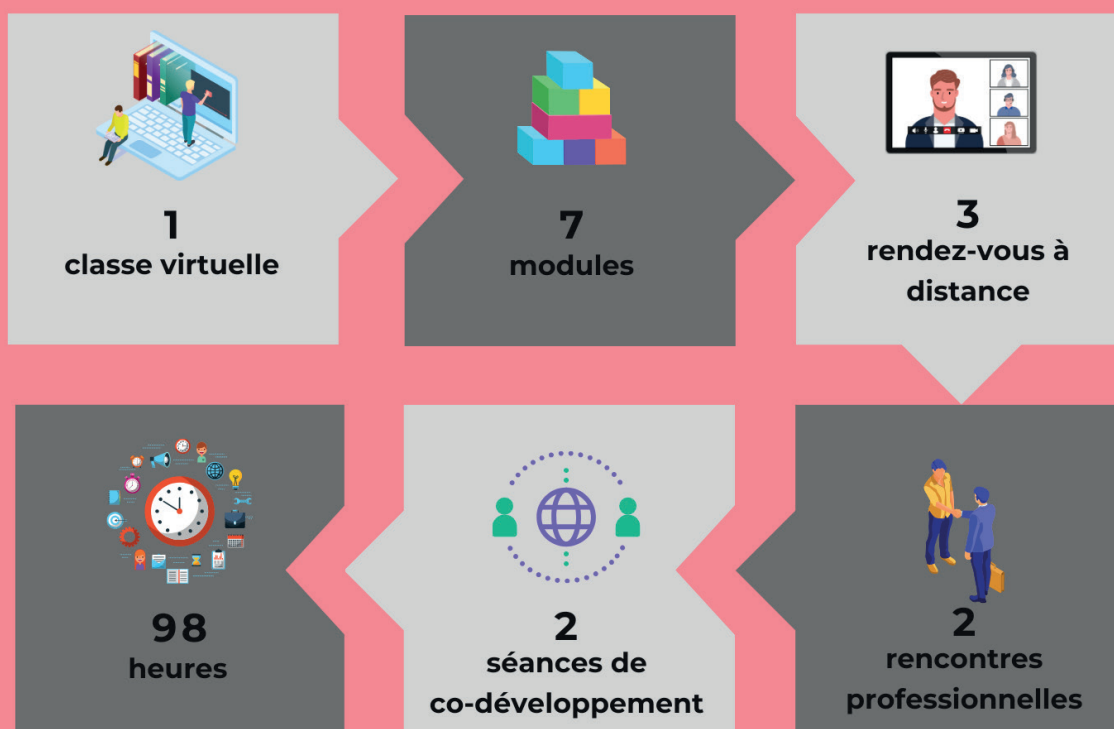 1
classe virtuelle
7
modules
3
rendez-vous à
distance
2
rencontres
professionnelles
2
séances de
co-développement
98
heures